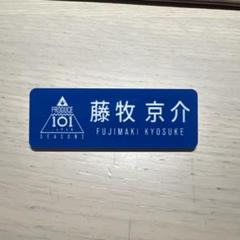 PRODUCE
101
JAPAN
SEASON2
藤牧 京介
FUJIMAKI KYOSUKE